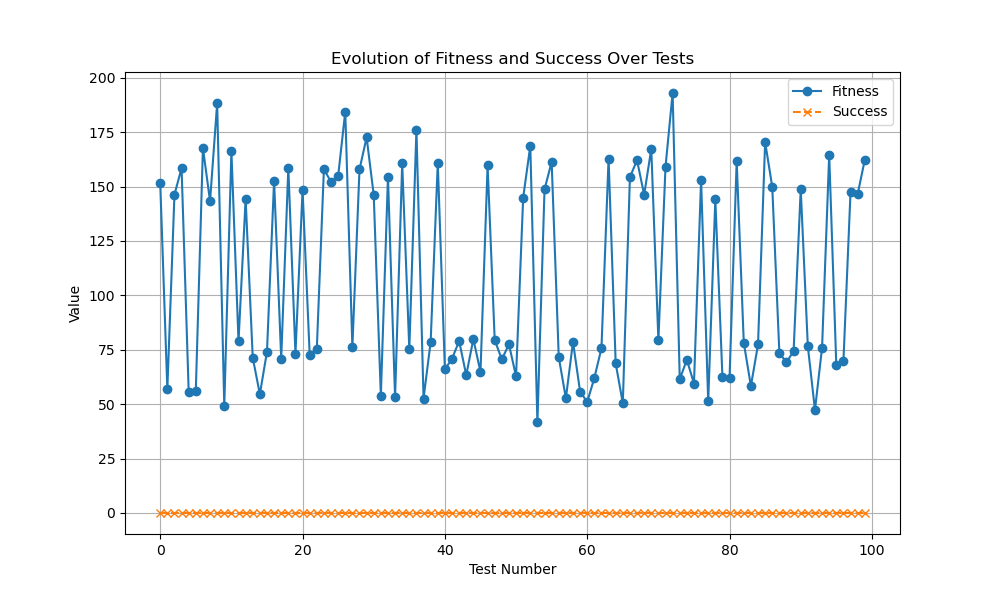 Evolution of Fitness and Success Over Tests
Fitness
Success
200
175
150
125
100
75
50
25
0
Value
0 20 40 60 80 100
Test Number